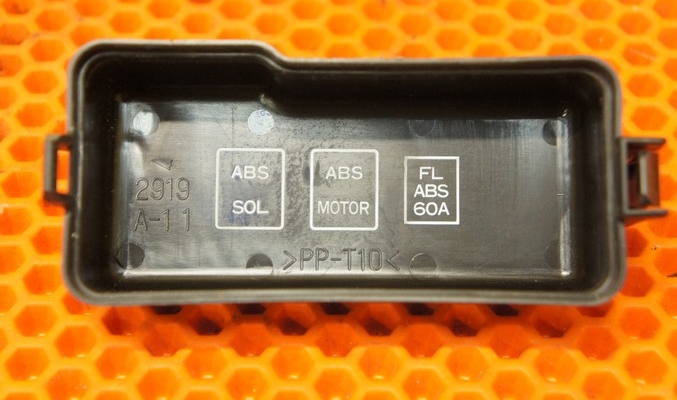 2919
A-11
ABS
SOL
ABS
MOTOR
FL
ABS
60A
>PP-T10<